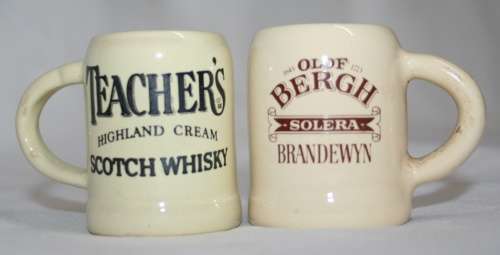 TEACHER'S
HIGHLAND CREAM
SCOTCH WHISKY
OLOF
BERGH
SOLERA
BRANDEWYN